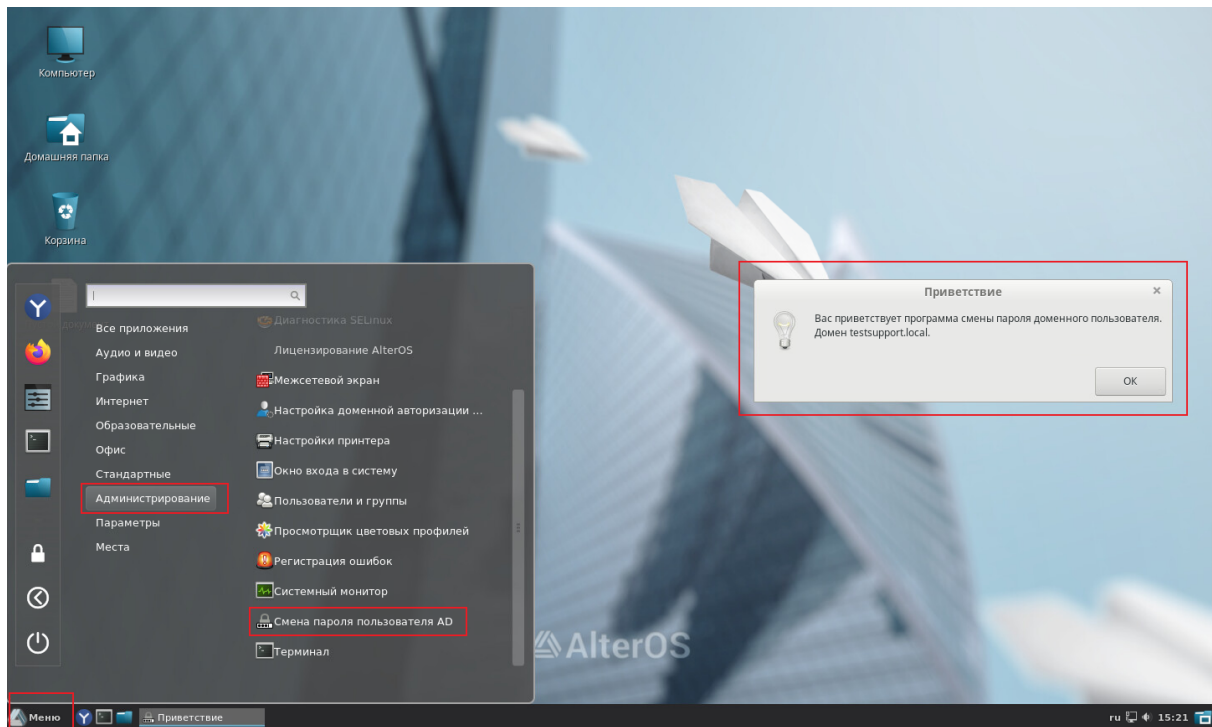 Компьютер
Домашняя папка
Корзина
Все приложения
Аудио и видео
Графика
Интернет
Образовательные
Офис
Стандартные
Администрирование
Параметры
Места
Диагностика SELinux
Лицензирование AlterOS
Межсетевой экран
Настройка доменной авторизации ...
Настройки принтера
Окно входа в систему
Пользователи и группы
Просмотрщик цветовых профилей
Регистрация ошибок
Системный монитор
Смена пароля пользователя AD
Терминал
Приветствие
Вас приветствует программа смены пароля доменного пользователя.
Домен testsupport.local.
ОК
AlterOS
Меню
Приветствие
ru
15:21